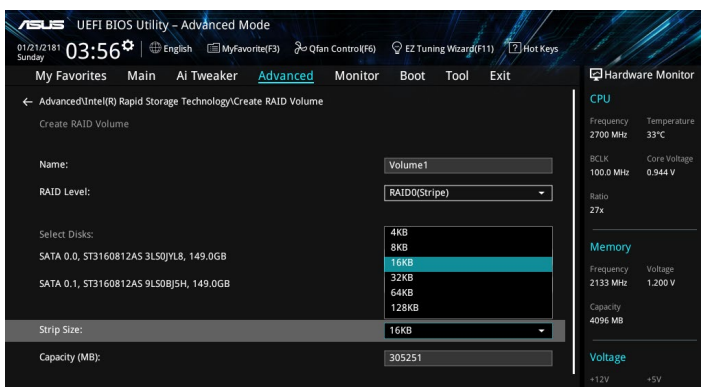 ASUS UEFI BIOS Utility – Advanced Mode
01/21/2181 Sunday 03:56 English MyFavorite(F3) Qfan Control(F6) EZ Tuning Wizard(F11) ? Hot Keys
My Favorites Main Ai Tweaker Advanced Monitor Boot Tool Exit
← Advanced\Intel(R) Rapid Storage Technology\Create RAID Volume
Create RAID Volume
Name: Volume1
RAID Level: RAID0(Stripe)
Select Disks:
SATA 0.0, ST3160812AS 3LS0JYL8, 149.0GB
SATA 0.1, ST3160812AS 9LS0BJ5H, 149.0GB
4KB
8KB
16KB
32KB
64KB
128KB
Strip Size: 16KB
Capacity (MB): 305251
Hardware Monitor
CPU
Frequency Temperature
2700 MHz 33°C
BCLK Core Voltage
100.0 MHz 0.944 V
Ratio
27x
Memory
Frequency Voltage
2133 MHz 1.200 V
Capacity
4096 MB
Voltage
+12V +5V